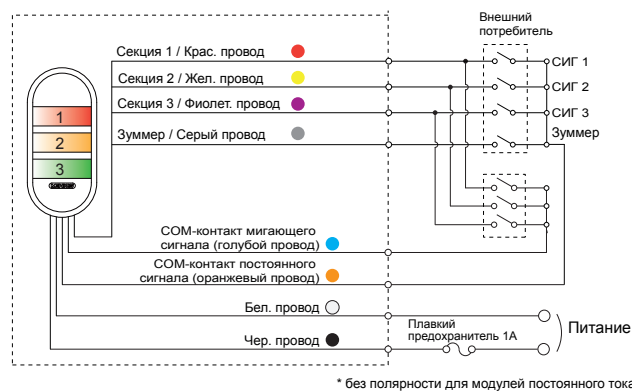 Внешний
потребитель
Секция 1 / Крас. провод
СИГ 1
Секция 2 / Жел. провод
СИГ 2
Секция 3 / Фиолет. провод
СИГ 3
Зуммер / Серый провод
Зуммер
1
2
3
COM-контакт мигающего
сигнала (голубой провод)
COM-контакт постоянного
сигнала (оранжевый провод)
Бел. провод
Чер. провод
Плавкий
предохранитель 1А
Питание
* без полярности для модулей постоянного тока